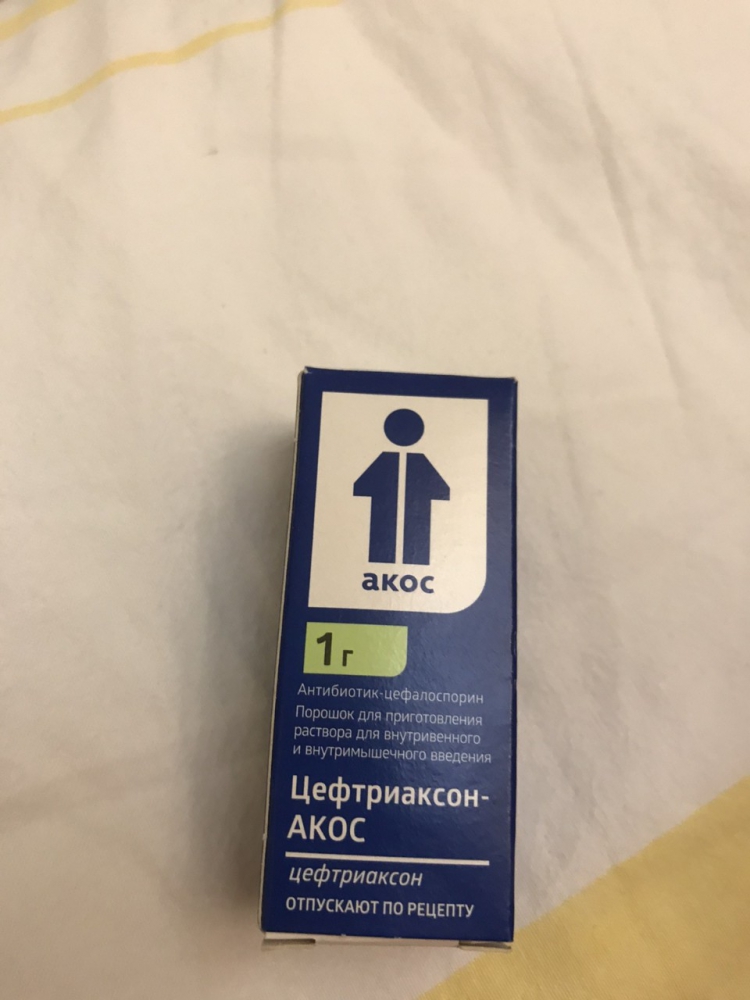 акос
1 г
Антибиотик-цефалоспорин
Порошок для приготовления
раствора для внутривенного
и внутримышечного введения
Цефтриаксон-
АКОС
цефтриаксон
ОТПУСКАЮТ ПО РЕЦЕПТУ